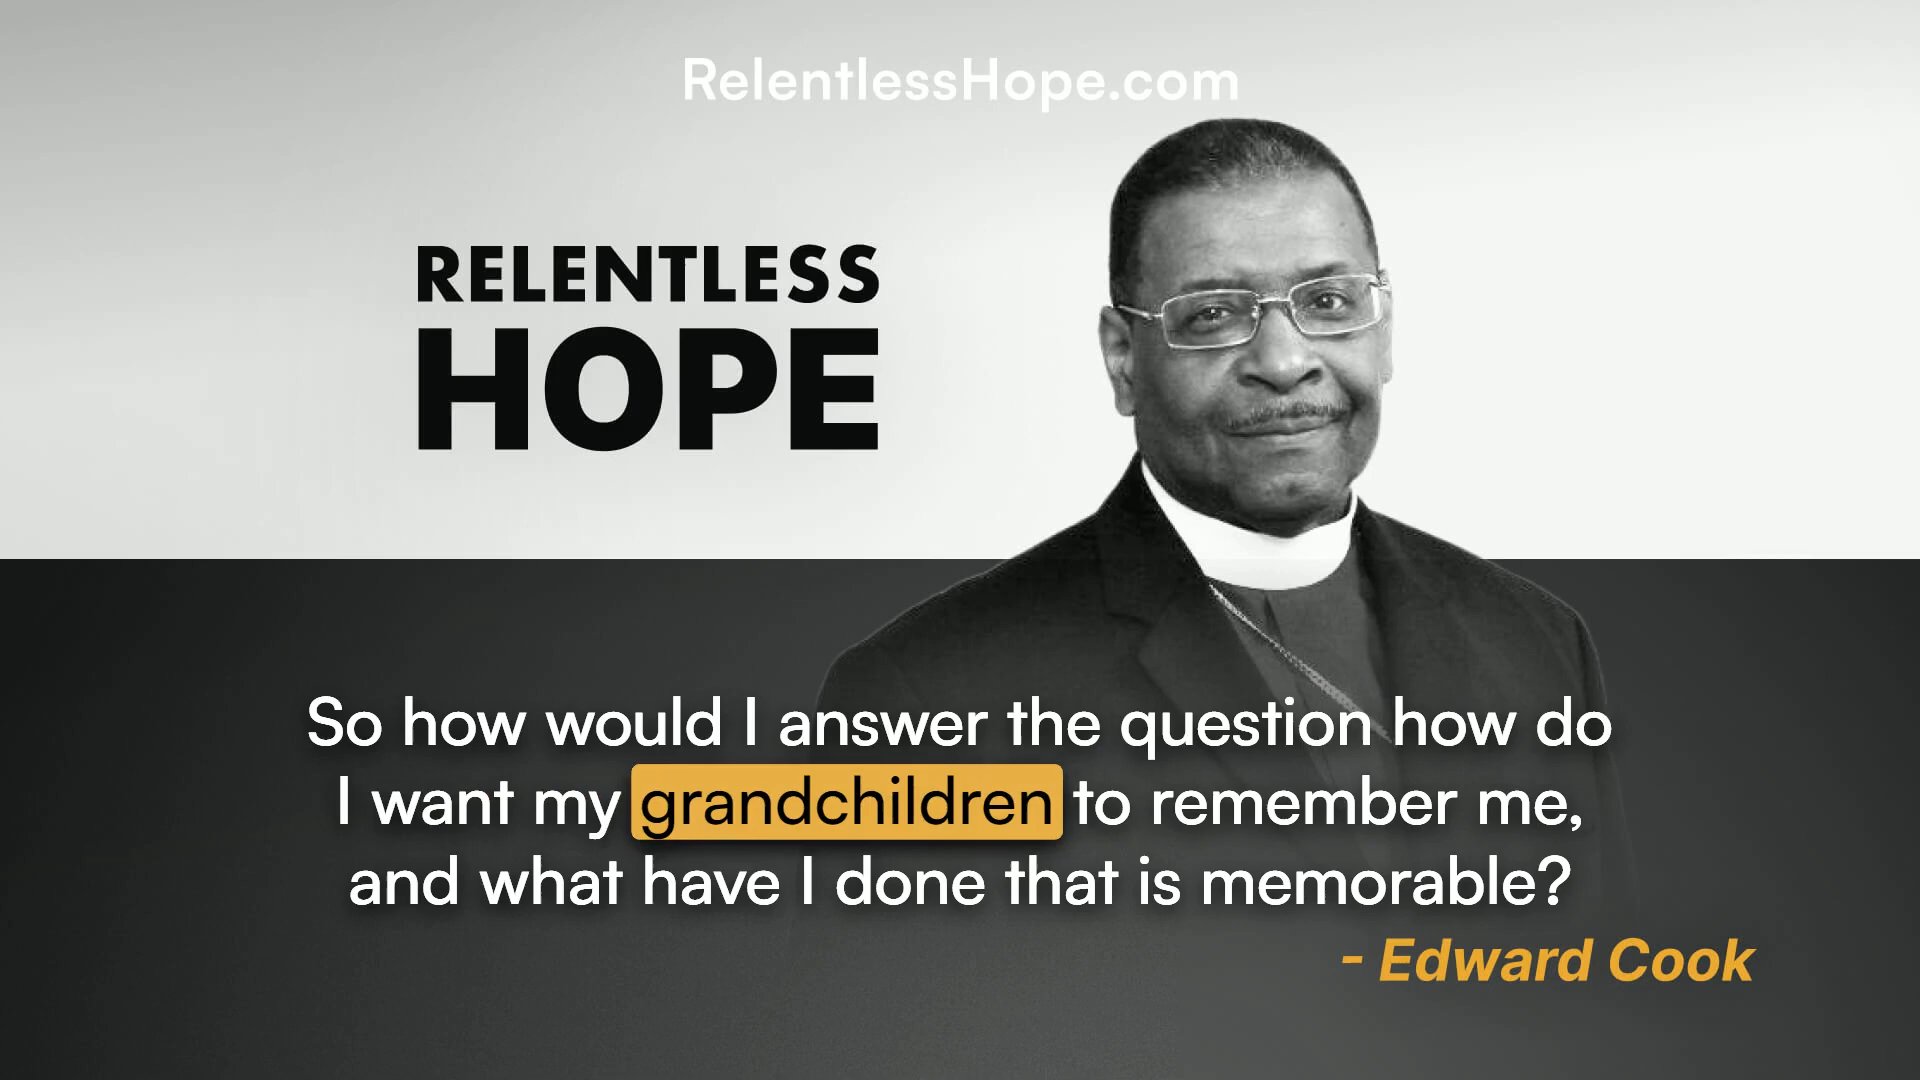 RelentlessHope.com
RELENTLESS
HOPE
So how would I answer the question how do
I want my grandchildren to remember me,
and what have I done that is memorable?
- Edward Cook